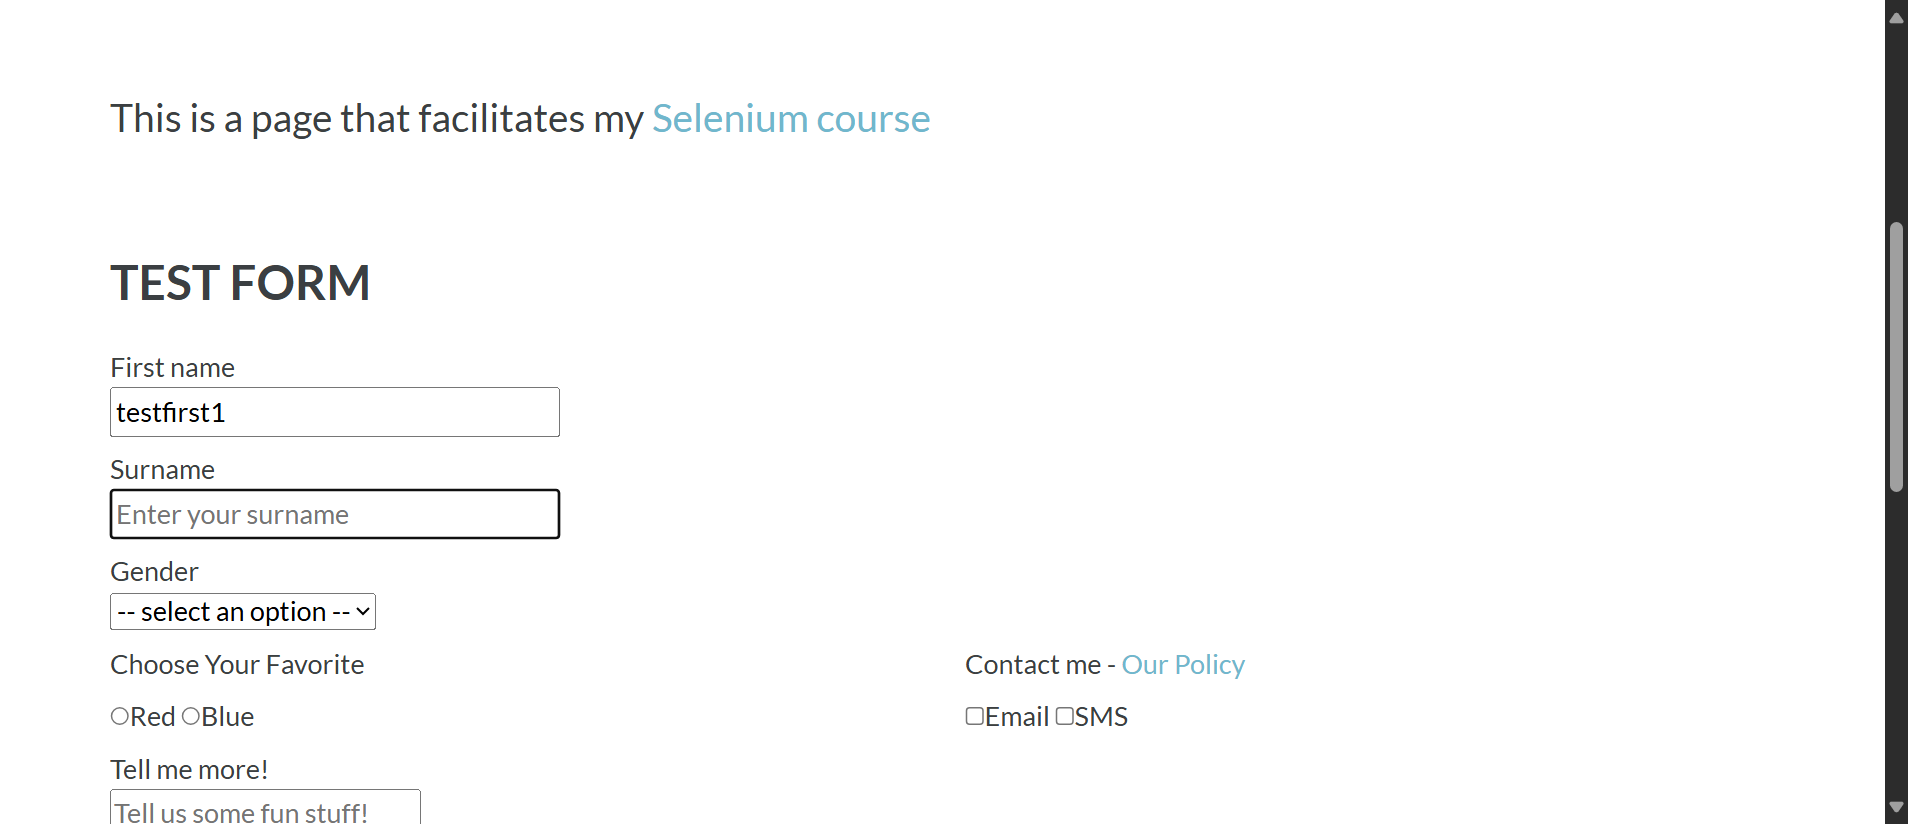 This is a page that facilitates my Selenium course
TEST FORM
First name
testfirst1
Surname
Enter your surname
Gender
-- select an option --
Choose Your Favorite
Contact me - Our Policy
Red Blue
Email SMS
Tell me more!
Tell us some fun stuff!